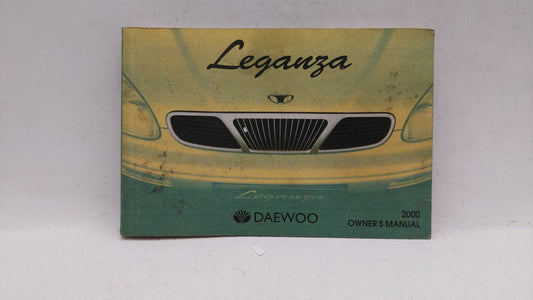 Leganza
Leganza
DAEWOO
2000
OWNER'S MANUAL